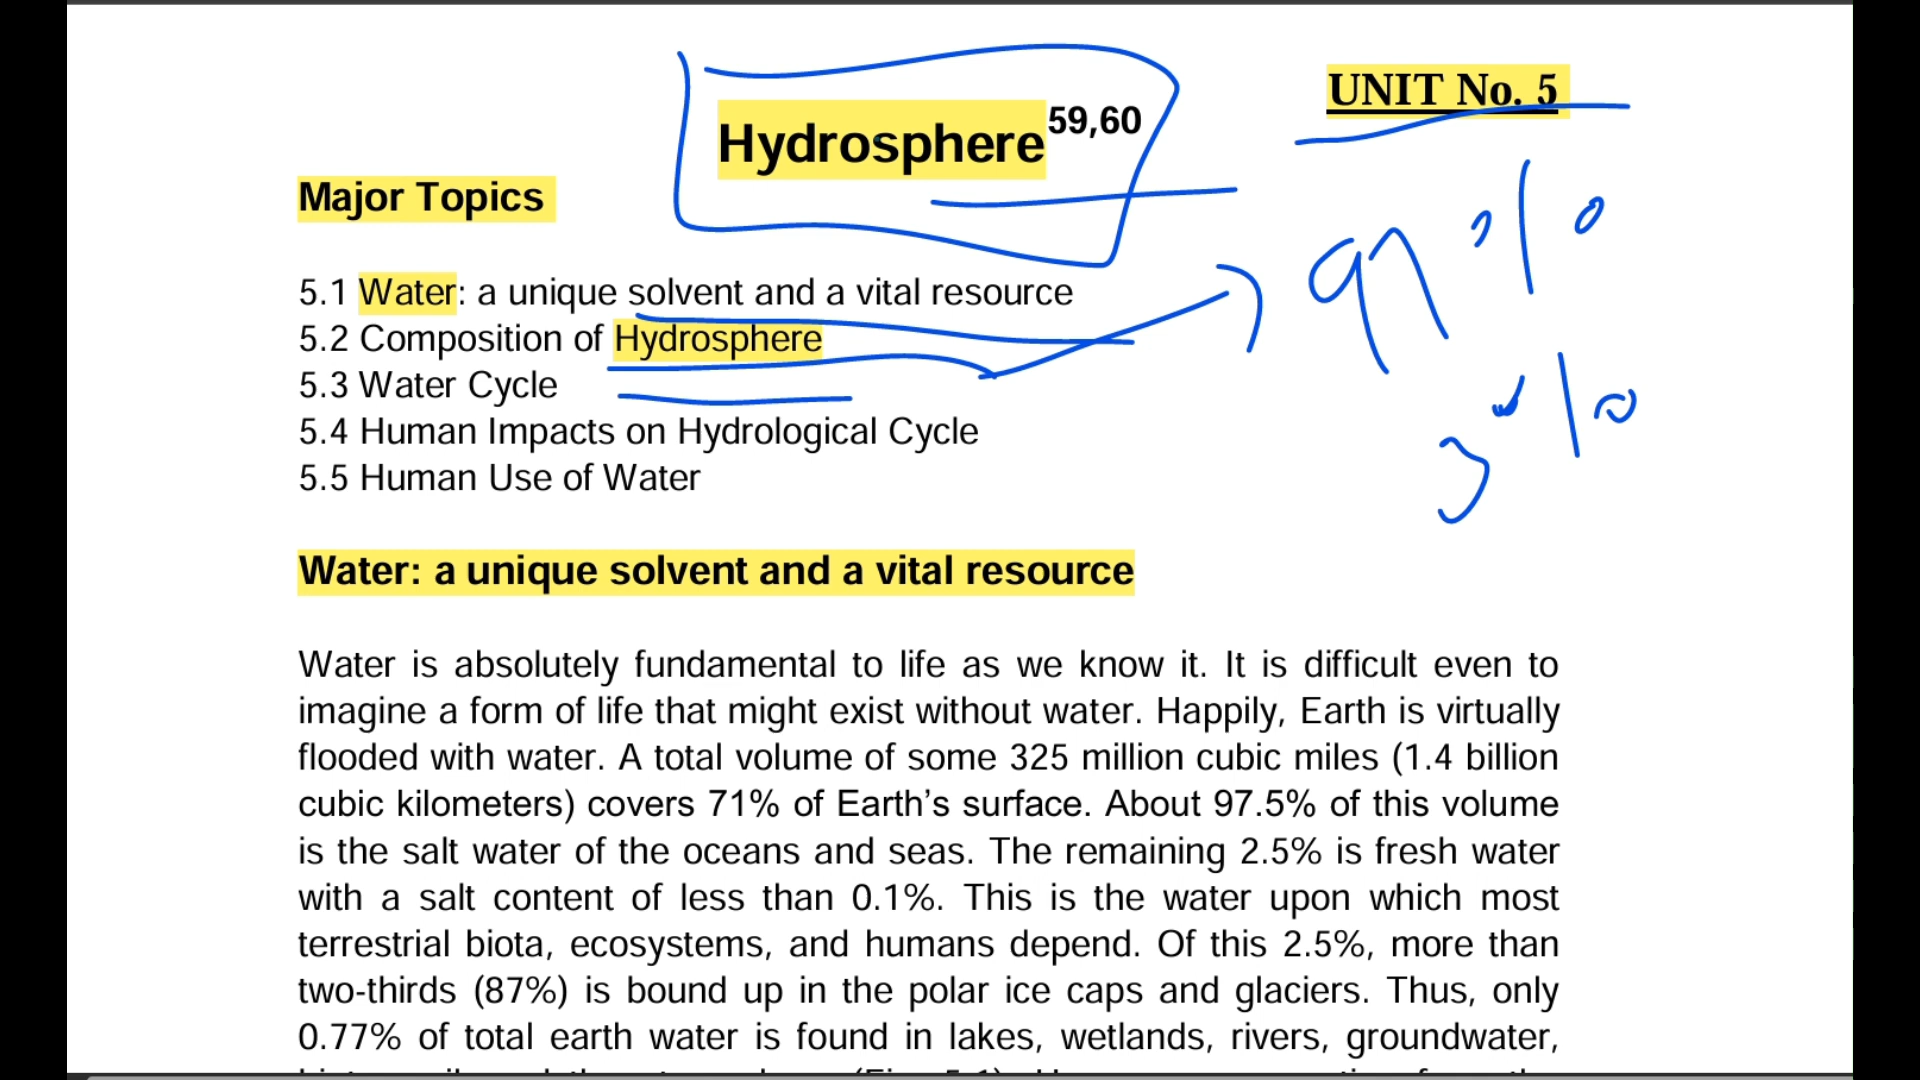 UNIT No. 5
Hydrosphere59,60
Major Topics
97%
3%
5.1 Water: a unique solvent and a vital resource
5.2 Composition of Hydrosphere
5.3 Water Cycle
5.4 Human Impacts on Hydrological Cycle
5.5 Human Use of Water
Water: a unique solvent and a vital resource
Water is absolutely fundamental to life as we know it. It is difficult even to
imagine a form of life that might exist without water. Happily, Earth is virtually
flooded with water. A total volume of some 325 million cubic miles (1.4 billion
cubic kilometers) covers 71% of Earth’s surface. About 97.5% of this volume
is the salt water of the oceans and seas. The remaining 2.5% is fresh water
with a salt content of less than 0.1%. This is the water upon which most
terrestrial biota, ecosystems, and humans depend. Of this 2.5%, more than
two-thirds (87%) is bound up in the polar ice caps and glaciers. Thus, only
0.77% of total earth water is found in lakes, wetlands, rivers, groundwater,